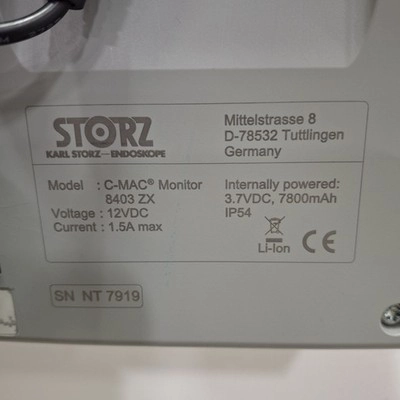 STORZ
KARL STORZ—ENDOSKOPE
Mittelstrasse 8
D-78532 Tuttlingen
Germany
Model : C-MAC® Monitor
8403 ZX
Voltage : 12VDC
Current : 1.5A max
Internally powered:
3.7VDC, 7800mAh
IP54
Li-Ion
CE
SN NT 7919